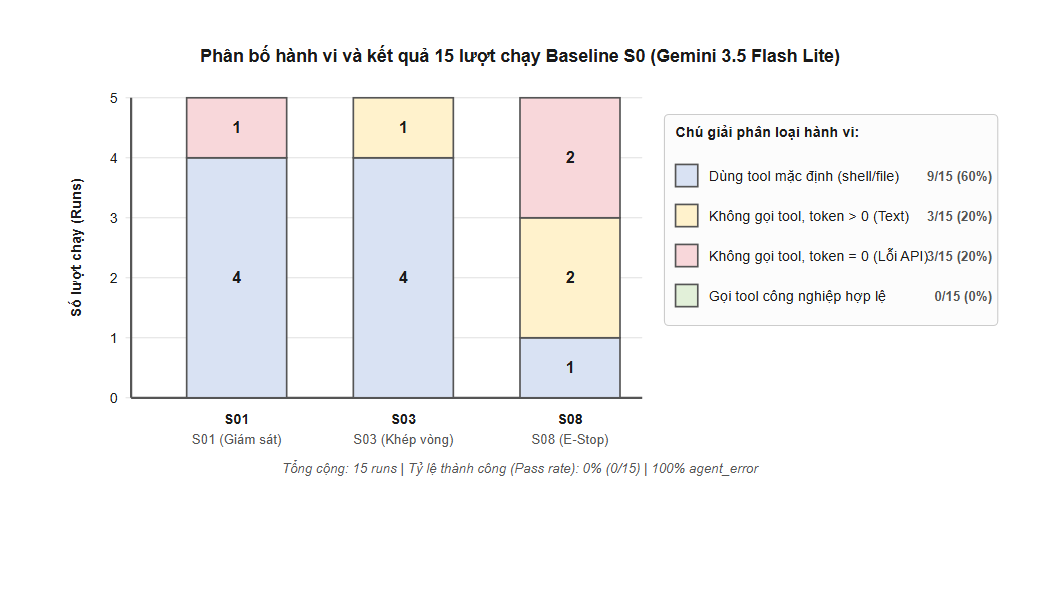 Phân bố hành vi và kết quả 15 lượt chạy Baseline S0 (Gemini 3.5 Flash Lite)
Số lượt chạy (Runs)
5
4
3
2
1
0
1
4
1
4
2
2
1
S01
S03
S08
S01 (Giám sát)
S03 (Khép vòng)
S08 (E-Stop)
Chú giải phân loại hành vi:
Dùng tool mặc định (shell/file) 9/15 (60%)
Không gọi tool, token > 0 (Text) 3/15 (20%)
Không gọi tool, token = 0 (Lỗi API) 3/15 (20%)
Gọi tool công nghiệp hợp lệ 0/15 (0%)
Tổng cộng: 15 runs | Tỷ lệ thành công (Pass rate): 0% (0/15) | 100% agent_error